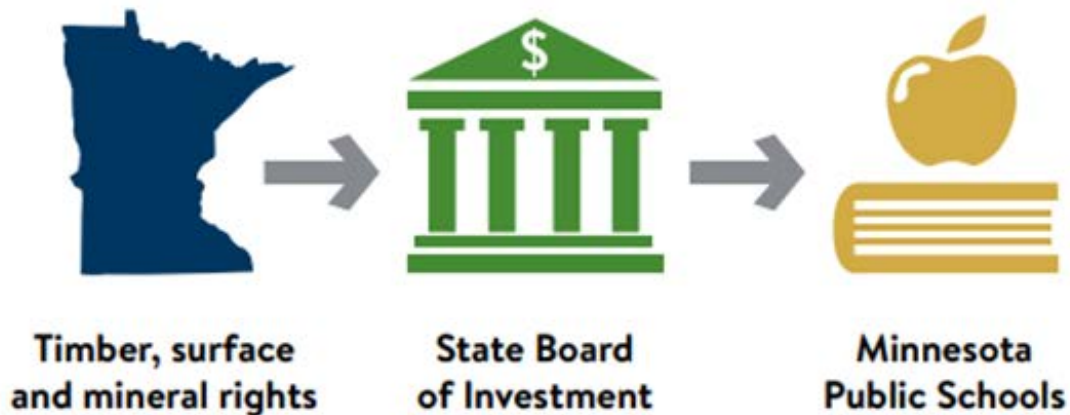 $
Timber, surface
and mineral rights
State Board
of Investment
Minnesota
Public Schools